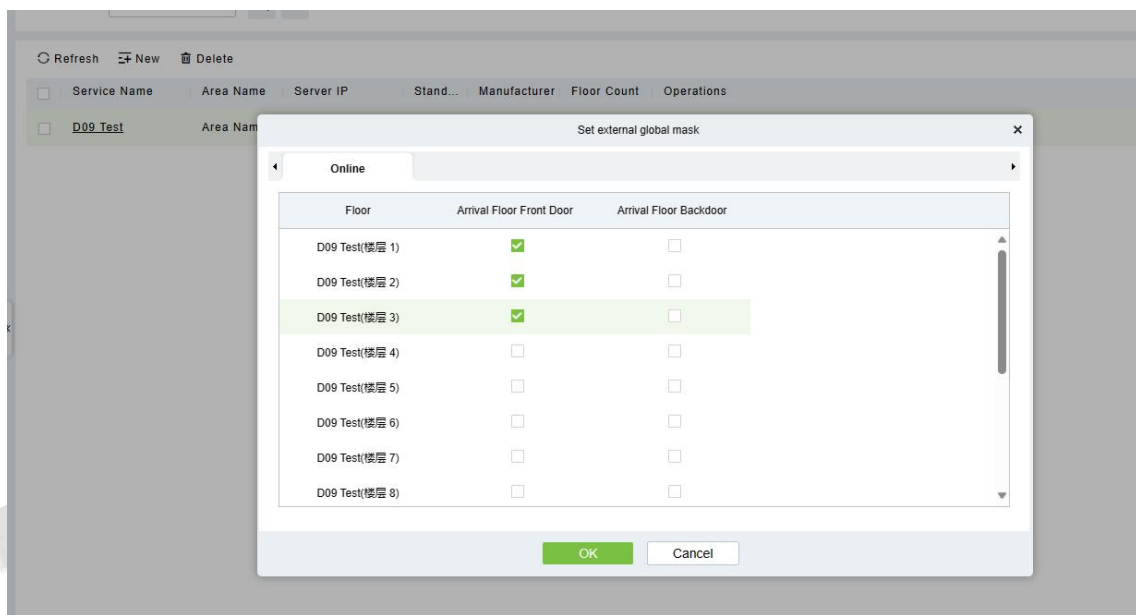 Refresh New Delete
Service Name Area Name Server IP Stand... Manufacturer Floor Count Operations
D09 Test Area Nam
Set external global mask
Online
Floor Arrival Floor Front Door Arrival Floor Backdoor
D09 Test(楼层 1)
D09 Test(楼层 2)
D09 Test(楼层 3)
D09 Test(楼层 4)
D09 Test(楼层 5)
D09 Test(楼层 6)
D09 Test(楼层 7)
D09 Test(楼层 8)
OK Cancel